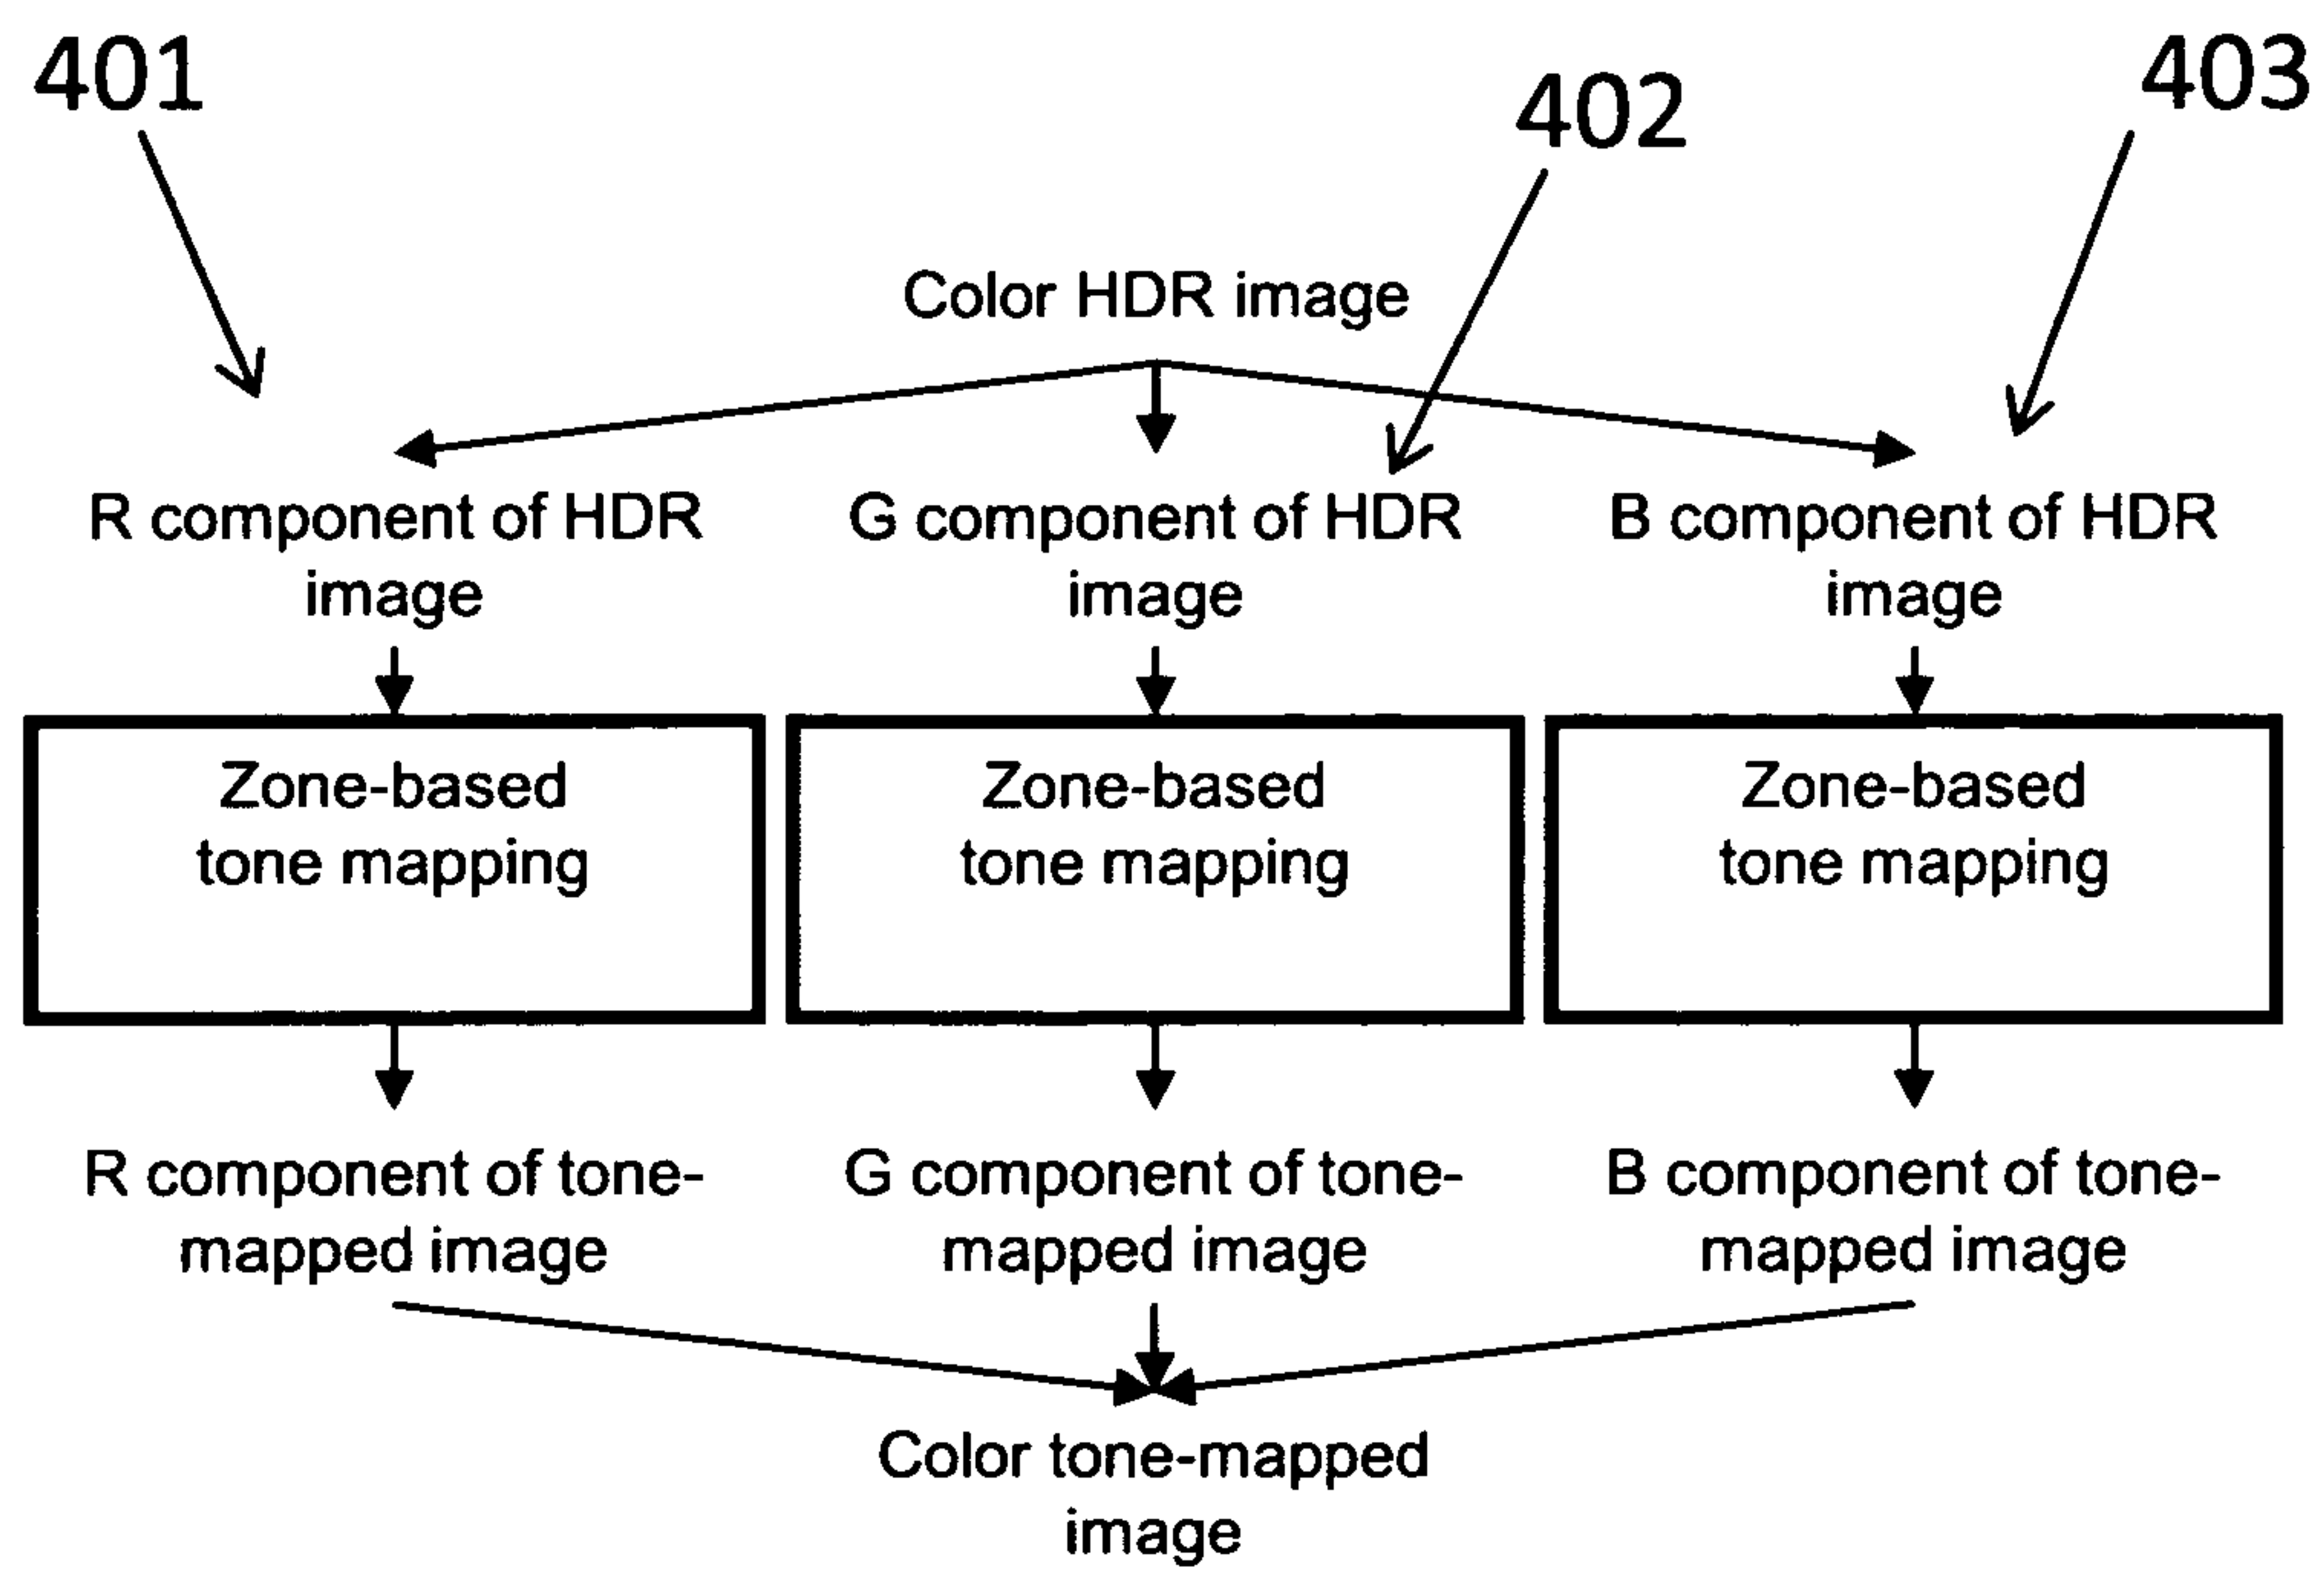 401
402
403
Color HDR image
R component of HDR
image
G component of HDR
image
B component of HDR
image
Zone-based
tone mapping
Zone-based
tone mapping
Zone-based
tone mapping
R component of tone-
mapped image
G component of tone-
mapped image
B component of tone-
mapped image
Color tone-mapped
image